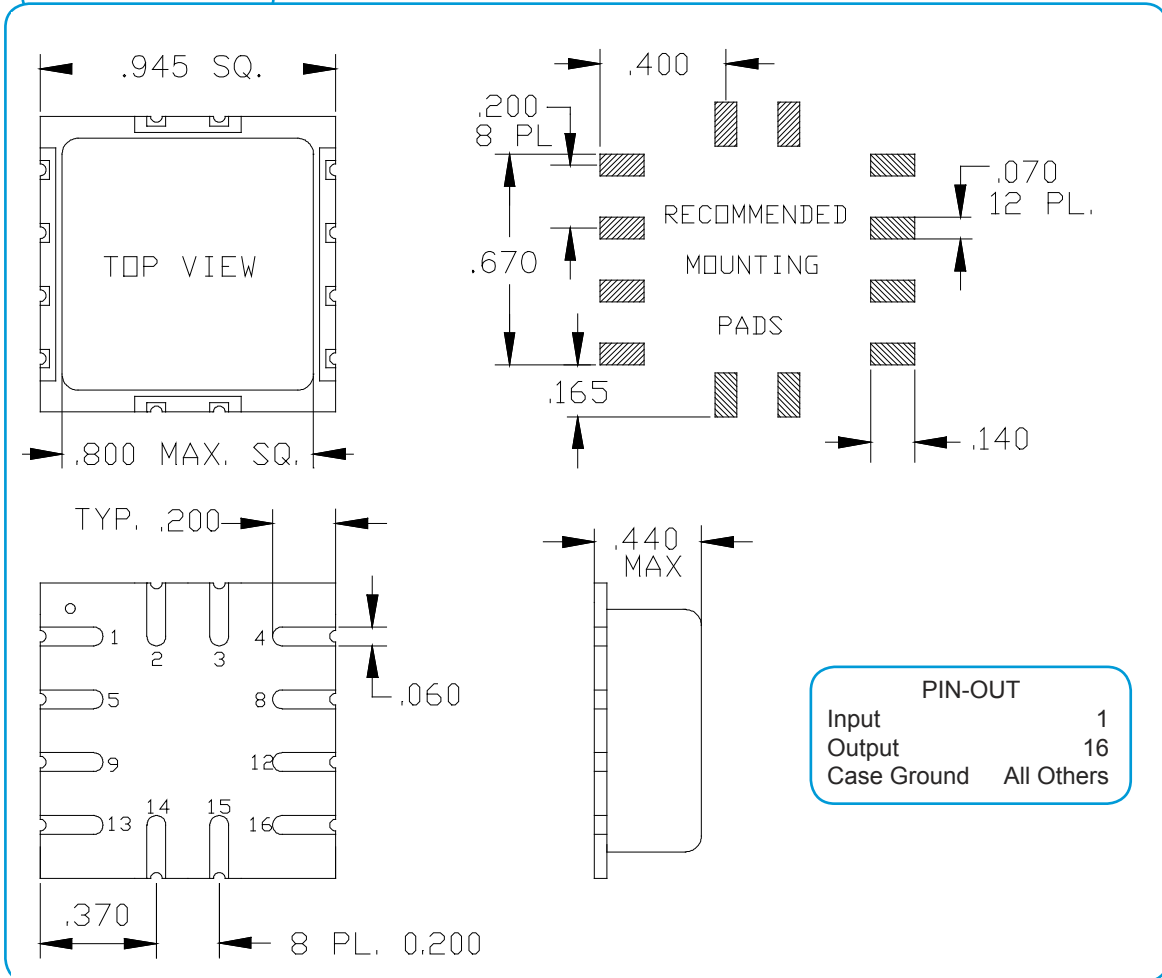 .945 SQ.
TOP VIEW
.800 MAX. SQ.
.400
.200
8 PL
.670
.165
RECOMMENDED
MOUNTING
PADS
.070
12 PL.
.140
TYP. .200
1
2
3
4
5
8
9
12
13
14
15
16
.060
.370
8 PL. 0.200
.440
MAX
PIN-OUT
Input 1
Output 16
Case Ground All Others